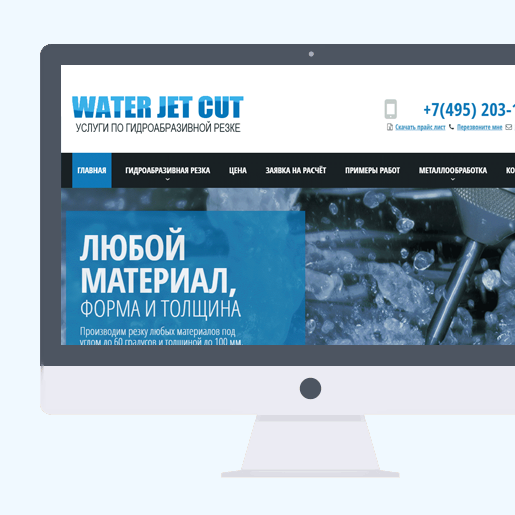 WATER JET CUT
УСЛУГИ ПО ГИДРОАБРАЗИВНОЙ РЕЗКЕ
+7(495) 203-1
Скачать прайс лист Перезвоните мне
ГЛАВНАЯ ГИДРОАБРАЗИВНАЯ РЕЗКА ЦЕНА ЗАЯВКА НА РАСЧЁТ ПРИМЕРЫ РАБОТ МЕТАЛЛООБРАБОТКА КО
ЛЮБОЙ
МАТЕРИАЛ,
ФОРМА И ТОЛЩИНА
Производим резку любых материалов под
углом до 60 градусов и толщиной до 100 мм.